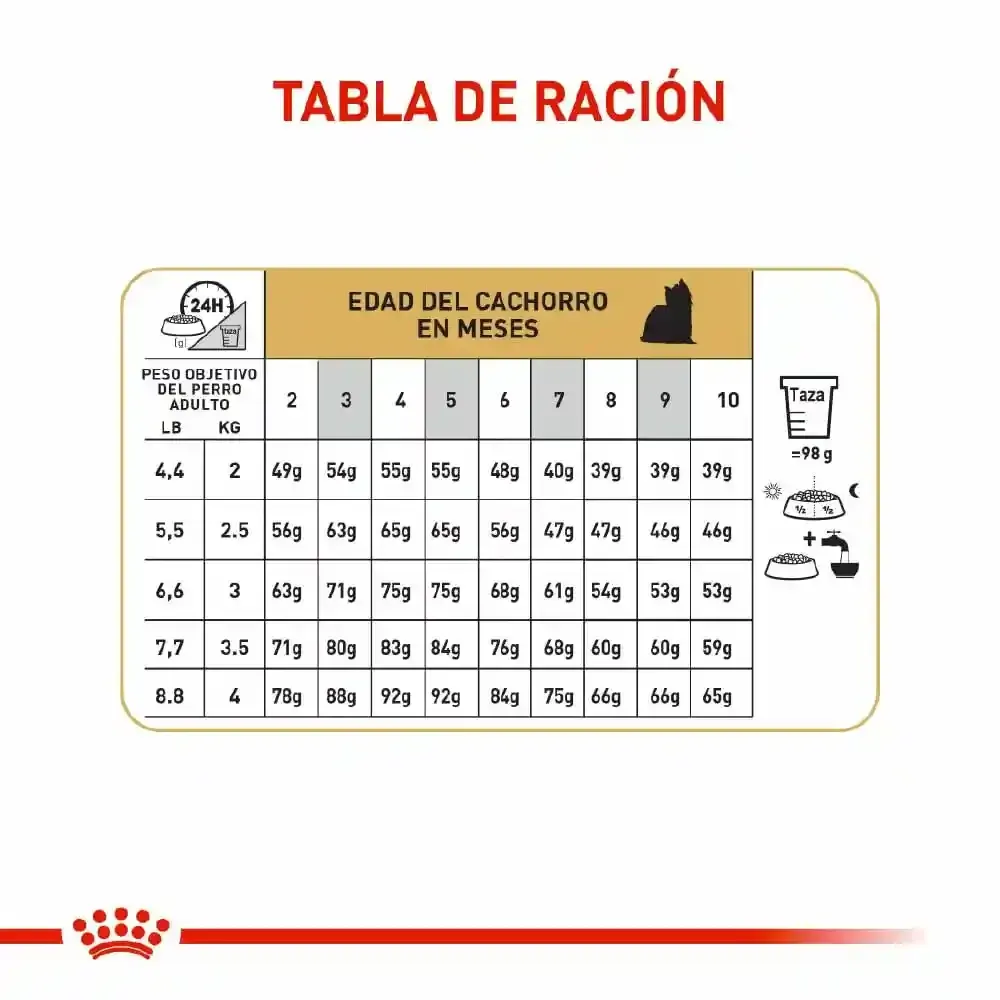 TABLA DE RACIÓN
24H
(g)
Taza
EDAD DEL CACHORRO
EN MESES
PESO OBJETIVO
DEL PERRO
ADULTO
LB KG
2 3 4 5 6 7 8 9 10
4,4 2 49g 54g 55g 55g 48g 40g 39g 39g 39g
5,5 2.5 56g 63g 65g 65g 56g 47g 47g 46g 46g
6,6 3 63g 71g 75g 75g 68g 61g 54g 53g 53g
7,7 3.5 71g 80g 83g 84g 76g 68g 60g 60g 59g
8.8 4 78g 88g 92g 92g 84g 75g 66g 66g 65g
Taza
=98 g
½ ½
+